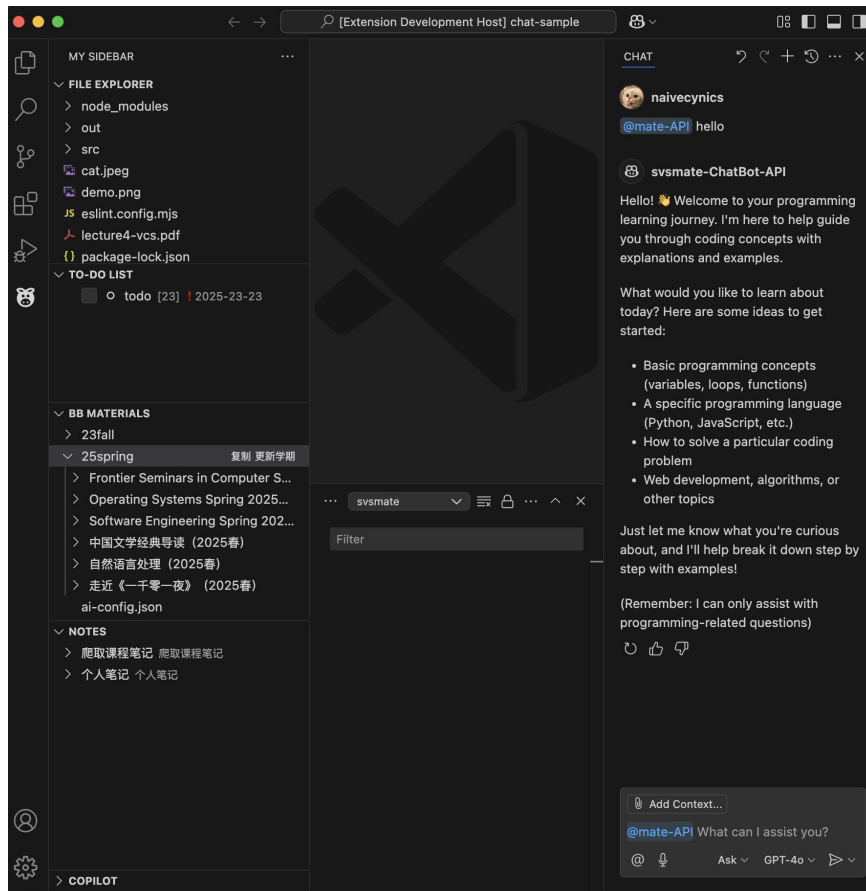 [Extension Development Host] chat-sample
MY SIDEBAR
FILE EXPLORER
node_modules
out
src
cat.jpeg
demo.png
JS eslint.config.mjs
lecture4-vcs.pdf
{} package-lock.json
TO-DO LIST
todo [23] ! 2025-23-23
BB MATERIALS
23fall
25spring 复制 更新学期
Frontier Seminars in Computer S...
Operating Systems Spring 2025...
Software Engineering Spring 202...
中国文学经典导读（2025春）
自然语言处理（2025春）
走近《一千零一夜》（2025春）
ai-config.json
NOTES
爬取课程笔记 爬取课程笔记
个人笔记 个人笔记
COPILOT
svsmate
Filter
CHAT
naivecynics
@mate-API hello
svsmate-ChatBot-API
Hello! 👋 Welcome to your programming
learning journey. I'm here to help guide
you through coding concepts with
explanations and examples.
What would you like to learn about
today? Here are some ideas to get
started:
• Basic programming concepts
(variables, loops, functions)
• A specific programming language
(Python, JavaScript, etc.)
• How to solve a particular coding
problem
• Web development, algorithms, or
other topics
Just let me know what you're curious
about, and I'll help break it down step by
step with examples!
(Remember: I can only assist with
programming-related questions)
Add Context...
@mate-API What can I assist you?
@ Ask GPT-4o